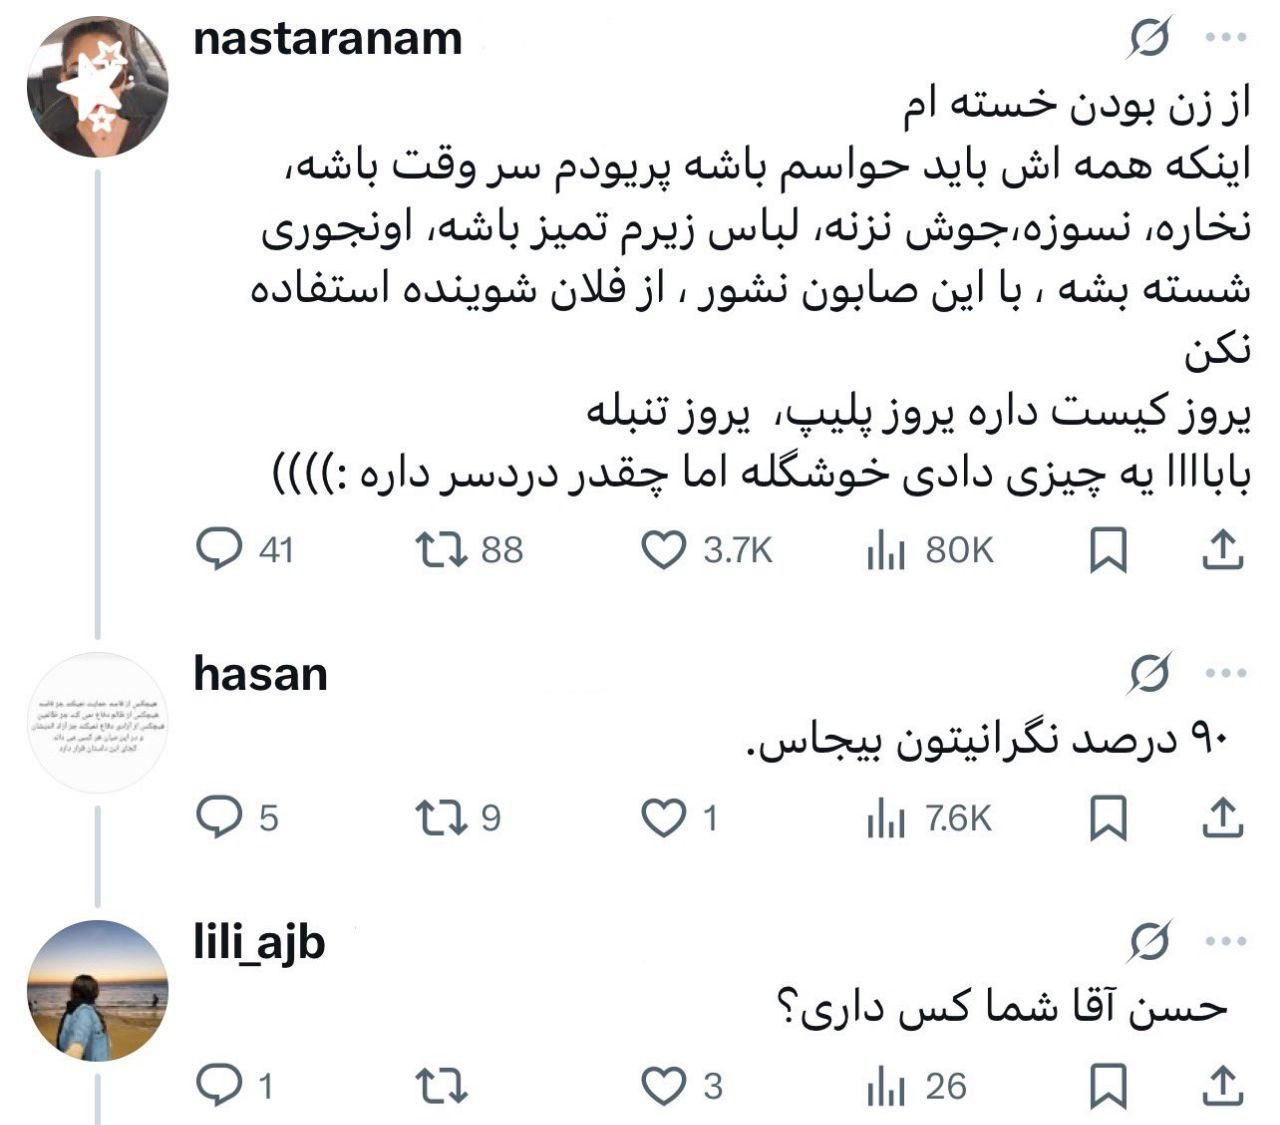 nastaranam
از زن بودن خسته ام
اینکه همه اش باید حواسم باشه پریودم سر وقت باشه،
نخاره، نسوزه،جوش نزنه، لباس زیرم تمیز باشه، اونجوری
شسته بشه ، با این صابون نشور ، از فلان شوینده استفاده
نکن
یروز کیست داره یروز پلیپ، یروز تنبله
باباااا یه چیزی دادی خوشگله اما چقدر دردسر داره :))))
41 88 3.7K 80K
hasan
۹۰ درصد نگرانیتون بیجاس.
5 9 1 7.6K
lili_ajb
حسن آقا شما کس داری؟
1 3 26